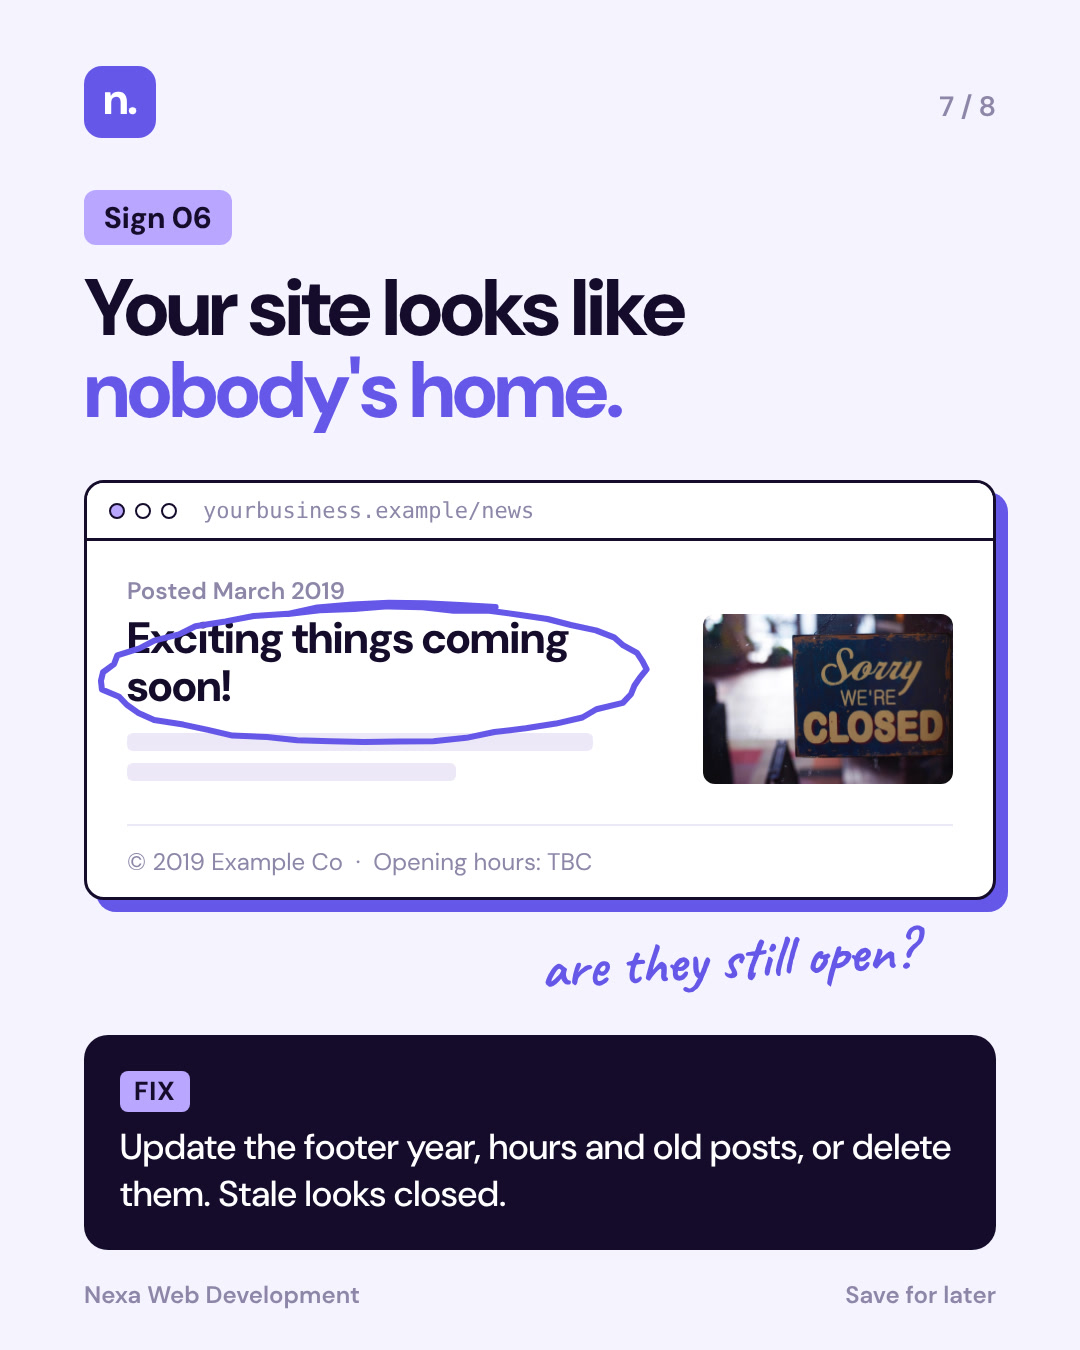 n.
7 / 8
Sign 06
Your site looks like
nobody's home.
yourbusiness.example/news
Posted March 2019
Exciting things coming
soon!
Sorry
WE'RE
CLOSED
© 2019 Example Co · Opening hours: TBC
are they still open?
FIX
Update the footer year, hours and old posts, or delete
them. Stale looks closed.
Nexa Web Development
Save for later